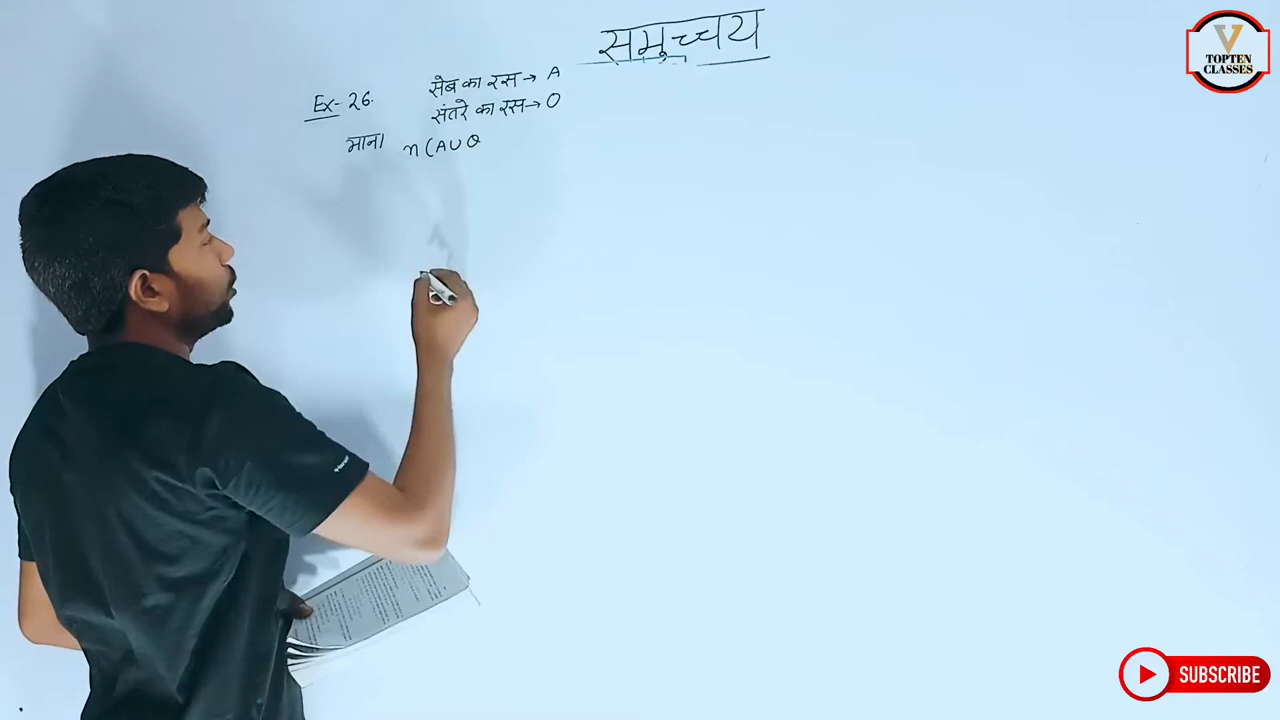 समुच्चय
Ex- 26.
सेब का रस → A
संतरे का रस → O
माना n(A∪O
V
TOPTEN
CLASSES
SUBSCRIBE